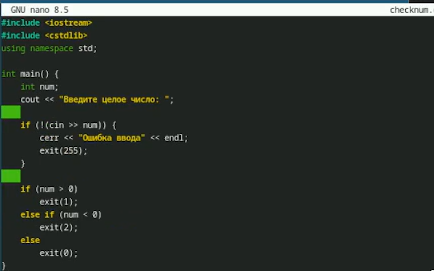 GNU nano 8.5 checknum.
#include <iostream>
#include <cstdlib>
using namespace std;
int main() {
int num;
cout << "Введите целое число: ";
if (!(cin >> num)) {
cerr << "Ошибка ввода" << endl;
exit(255);
}
if (num > 0)
exit(1);
else if (num < 0)
exit(2);
else
exit(0);
}